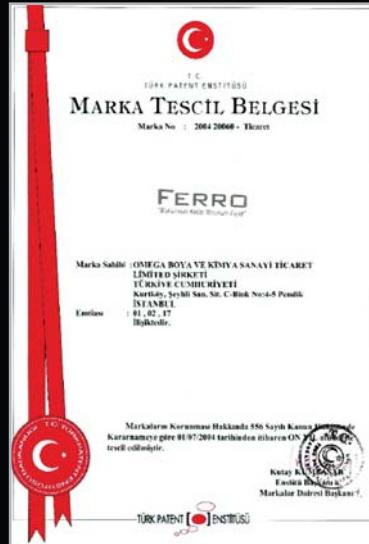 T.C.
TÜRK PATENT ENSTİTÜSÜ
MARKA TESCİL BELGESİ
Marka No : 2004 20060 - Ticaret
FERRO
Marka Sahibi : OMEGA BOYA VE KİMYA SANAYİ TİCARET
LİMİTED ŞİRKETİ
TÜRKİYE CUMHURİYETİ
Kurtköy, Şeyhli San. Sit. C-Blok No:4-5 Pendik
İSTANBUL
Emtiası : 01 , 02 , 17
İlişiktedir.
Markaların Korunması Hakkında 556 Sayılı Kanun
Kararnameye göre 01/07/2004 tarihinden itibaren ON
tescil edilmiştir.
Kutay
Enstitü
Markalar Dairesi Başkanı
TÜRK PATENT ENSTİTÜSÜ